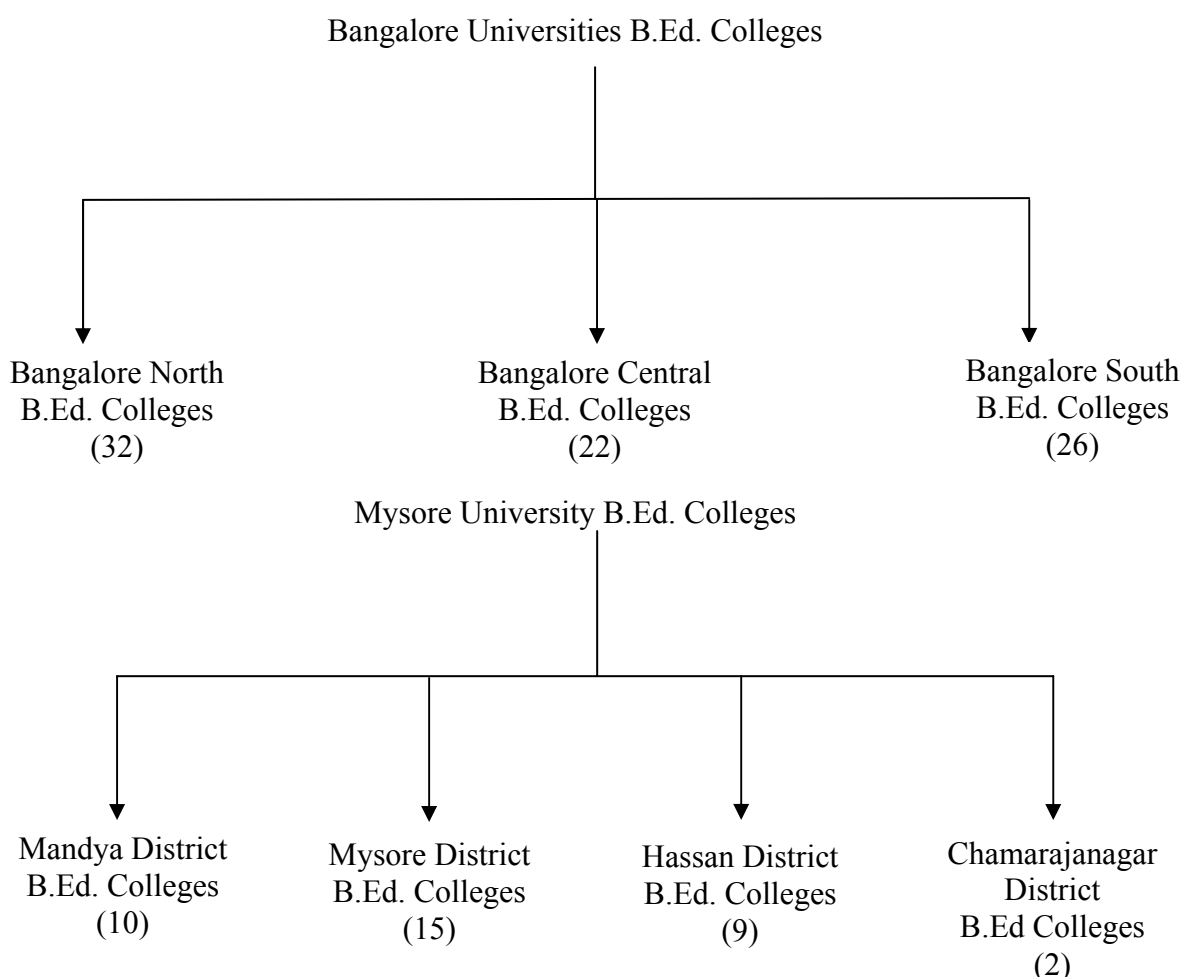 Bangalore Universities B.Ed. Colleges
Bangalore North
B.Ed. Colleges
(32)
Bangalore Central
B.Ed. Colleges
(22)
Bangalore South
B.Ed. Colleges
(26)
Mysore University B.Ed. Colleges
Mandya District
B.Ed. Colleges
(10)
Mysore District
B.Ed. Colleges
(15)
Hassan District
B.Ed. Colleges
(9)
Chamarajanagar
District
B.Ed Colleges
(2)